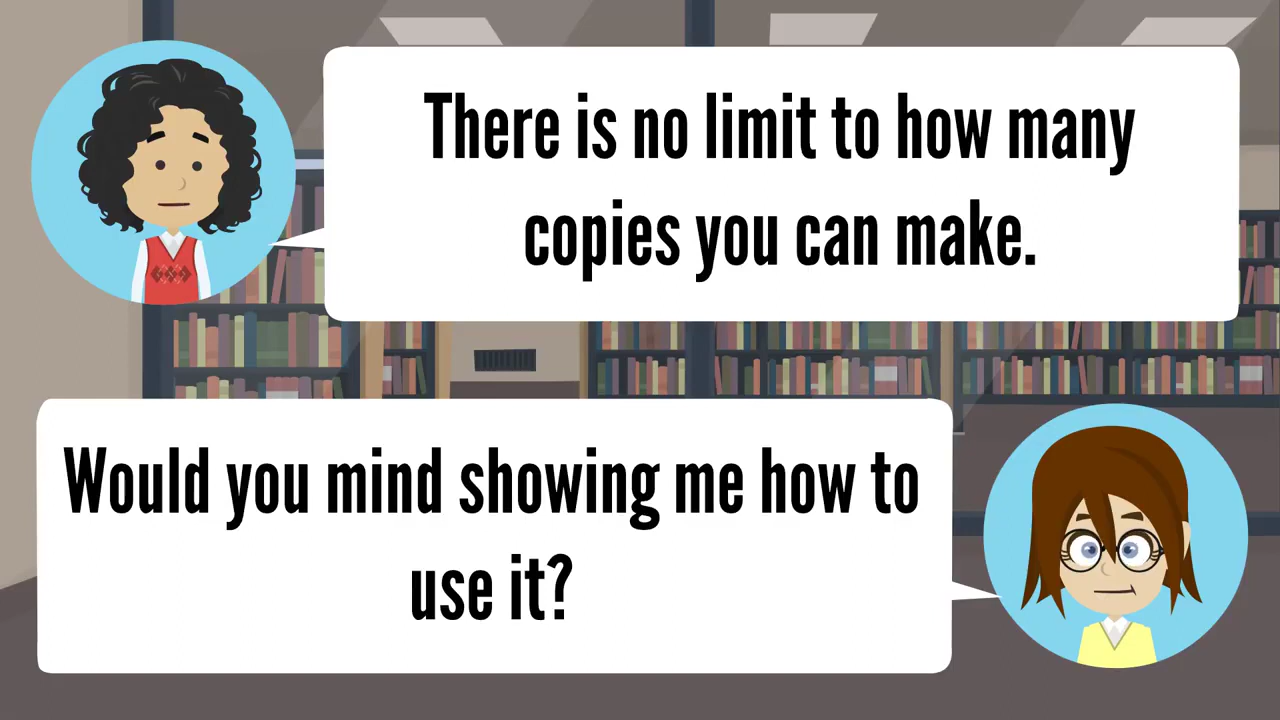 There is no limit to how many
copies you can make.
Would you mind showing me how to
use it?